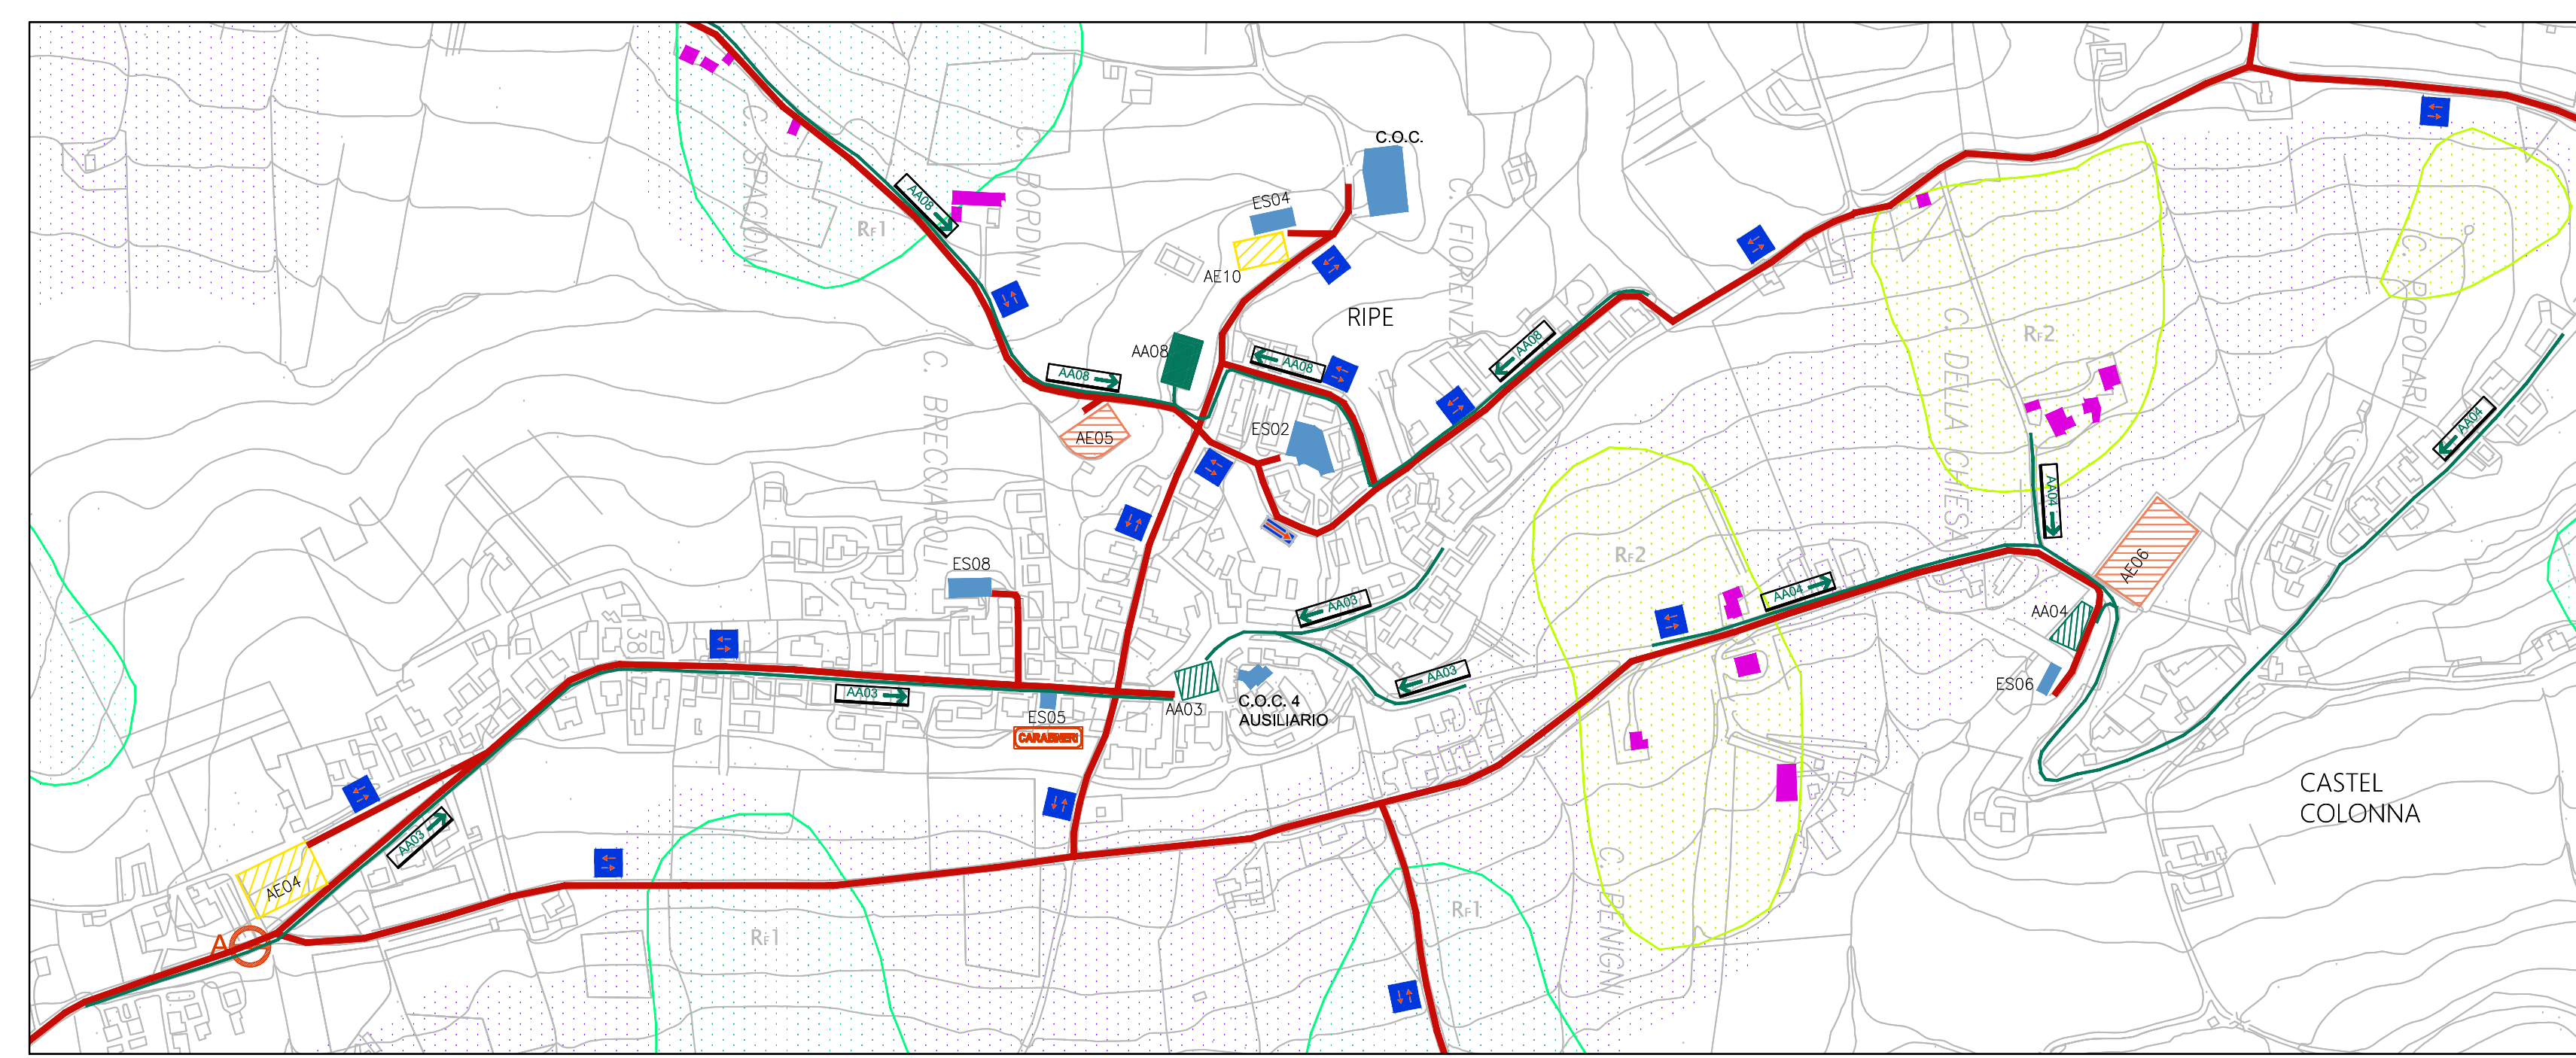 C.O.C.
ES04
AE10
RIPE
RF1
C. SPACCONI
C. BORDINI
C. FIORENZA
AA08
AA08
AA08
AA08
AA08
AE05
ES02
C. BRECCIAROLI
ES08
AA03
AA03
AA03
AA03
AA03
ES05
CARABINIERI
C.O.C. 4
AUSILIARIO
AE04
A
RF1
RF1
RF2
C. BENIGNI
RF2
C. DELLA CHIESA
C. POPOLARI
AA04
AA04
AA04
AA04
AE06
ES06
38
CASTEL
COLONNA